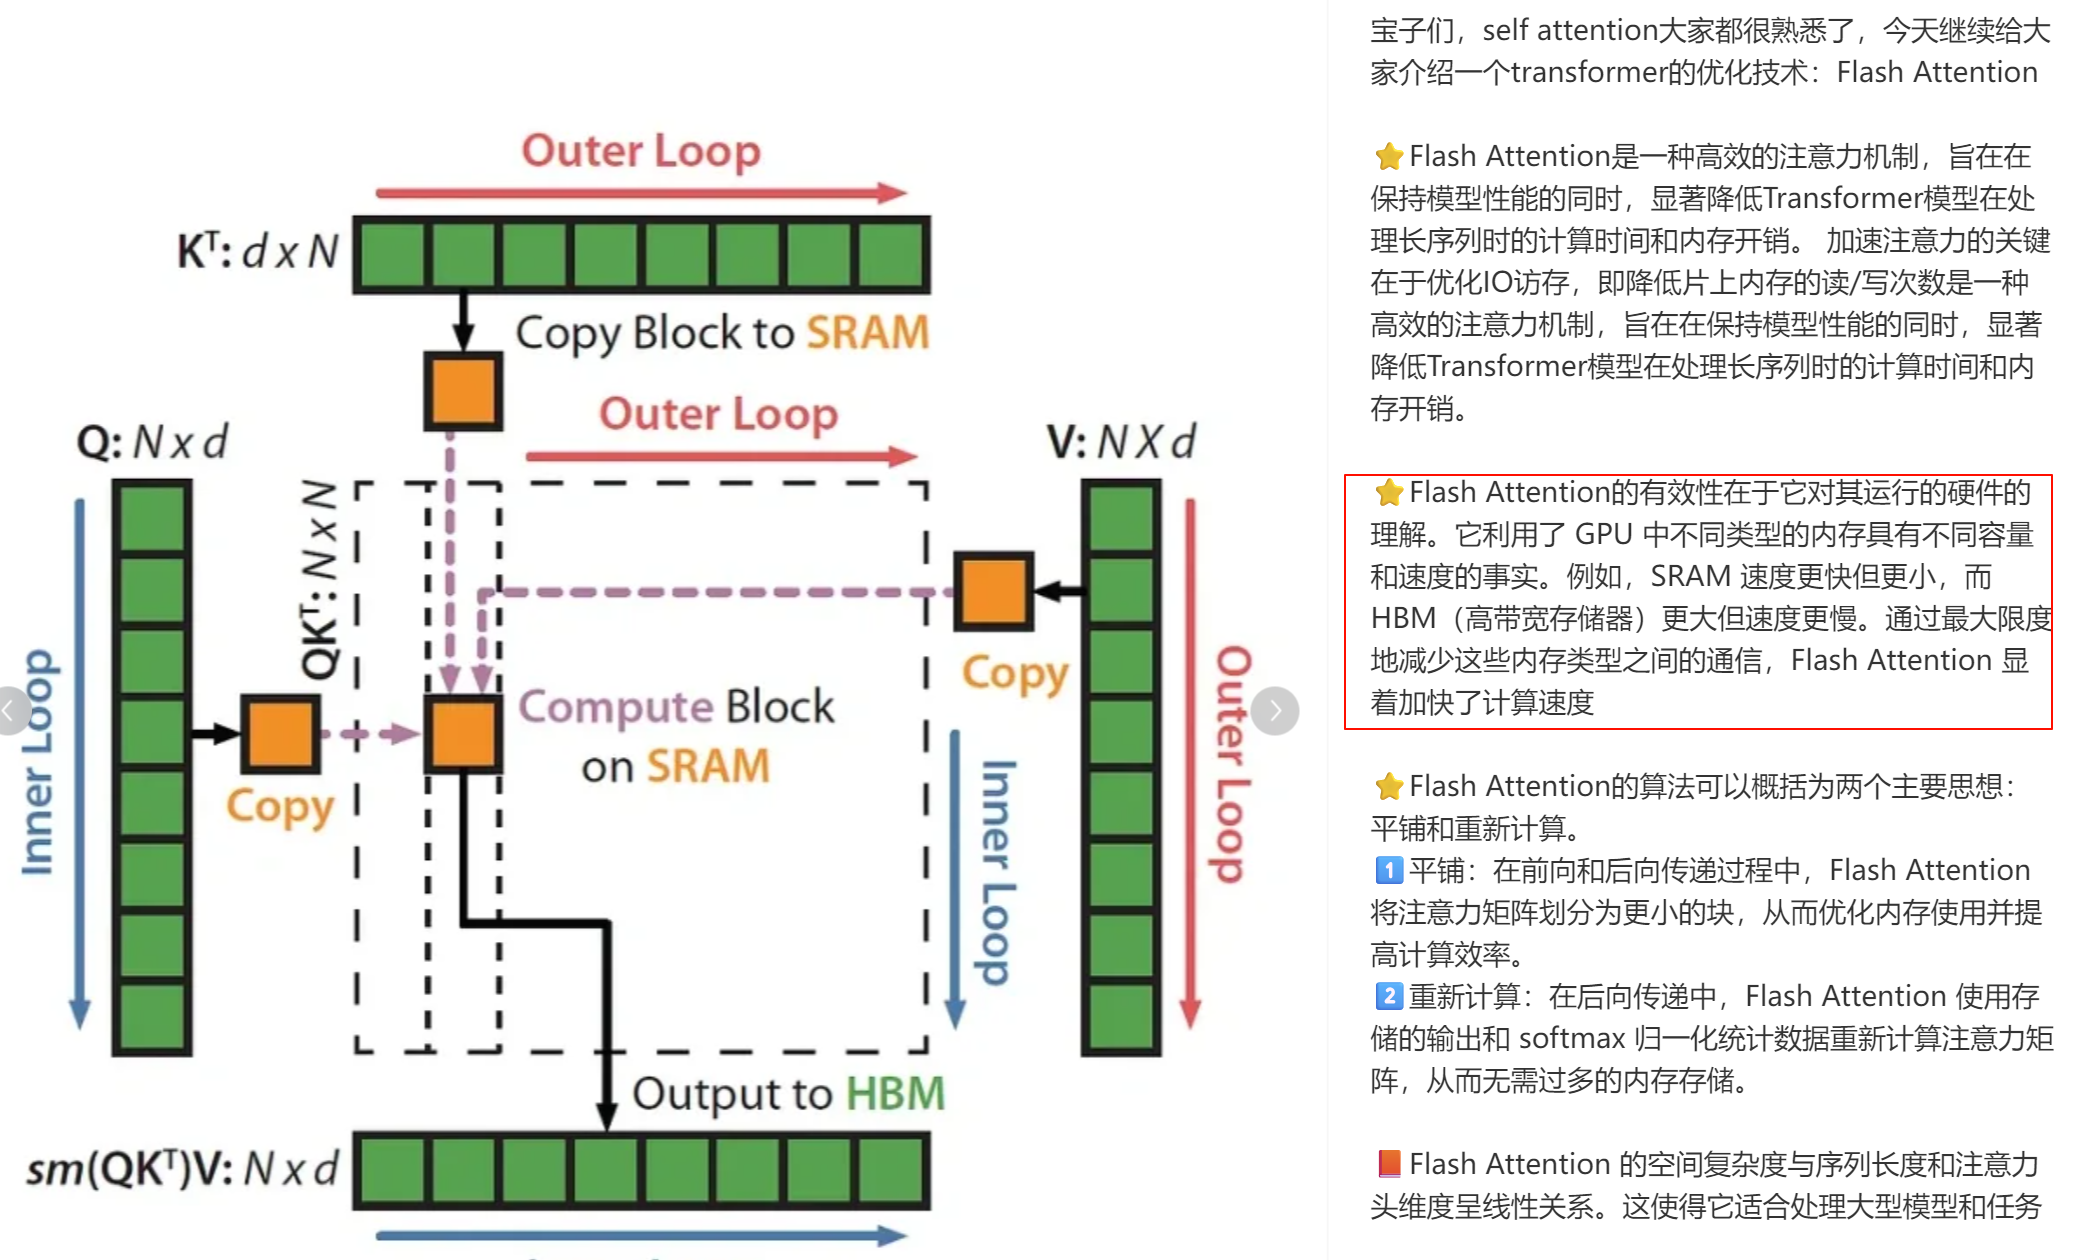 Outer Loop
Kᵀ: d x N
Copy Block to SRAM
Outer Loop
Q: N x d
V: N X d
QKᵀ: N x N
Copy
Compute Block
on SRAM
Copy
Inner Loop
Inner Loop
Outer Loop
Output to HBM
sm(QKᵀ)V: N x d
宝子们，self attention大家都很熟悉了，今天继续给大
家介绍一个transformer的优化技术：Flash Attention
⭐Flash Attention是一种高效的注意力机制，旨在在
保持模型性能的同时，显著降低Transformer模型在处
理长序列时的计算时间和内存开销。 加速注意力的关键
在于优化IO访存，即降低片上内存的读/写次数是一种
高效的注意力机制，旨在在保持模型性能的同时，显著
降低Transformer模型在处理长序列时的计算时间和内
存开销。
⭐Flash Attention的有效性在于它对其运行的硬件的
理解。它利用了 GPU 中不同类型的内存具有不同容量
和速度的事实。例如，SRAM 速度更快但更小，而
HBM（高带宽存储器）更大但速度更慢。通过最大限度
地减少这些内存类型之间的通信，Flash Attention 显
着加快了计算速度
⭐Flash Attention的算法可以概括为两个主要思想：
平铺和重新计算。
1️⃣平铺：在前向和后向传递过程中，Flash Attention
将注意力矩阵划分为更小的块，从而优化内存使用并提
高计算效率。
2️⃣重新计算：在后向传递中，Flash Attention 使用存
储的输出和 softmax 归一化统计数据重新计算注意力矩
阵，从而无需过多的内存存储。
📕Flash Attention 的空间复杂度与序列长度和注意力
头维度呈线性关系。这使得它适合处理大型模型和任务